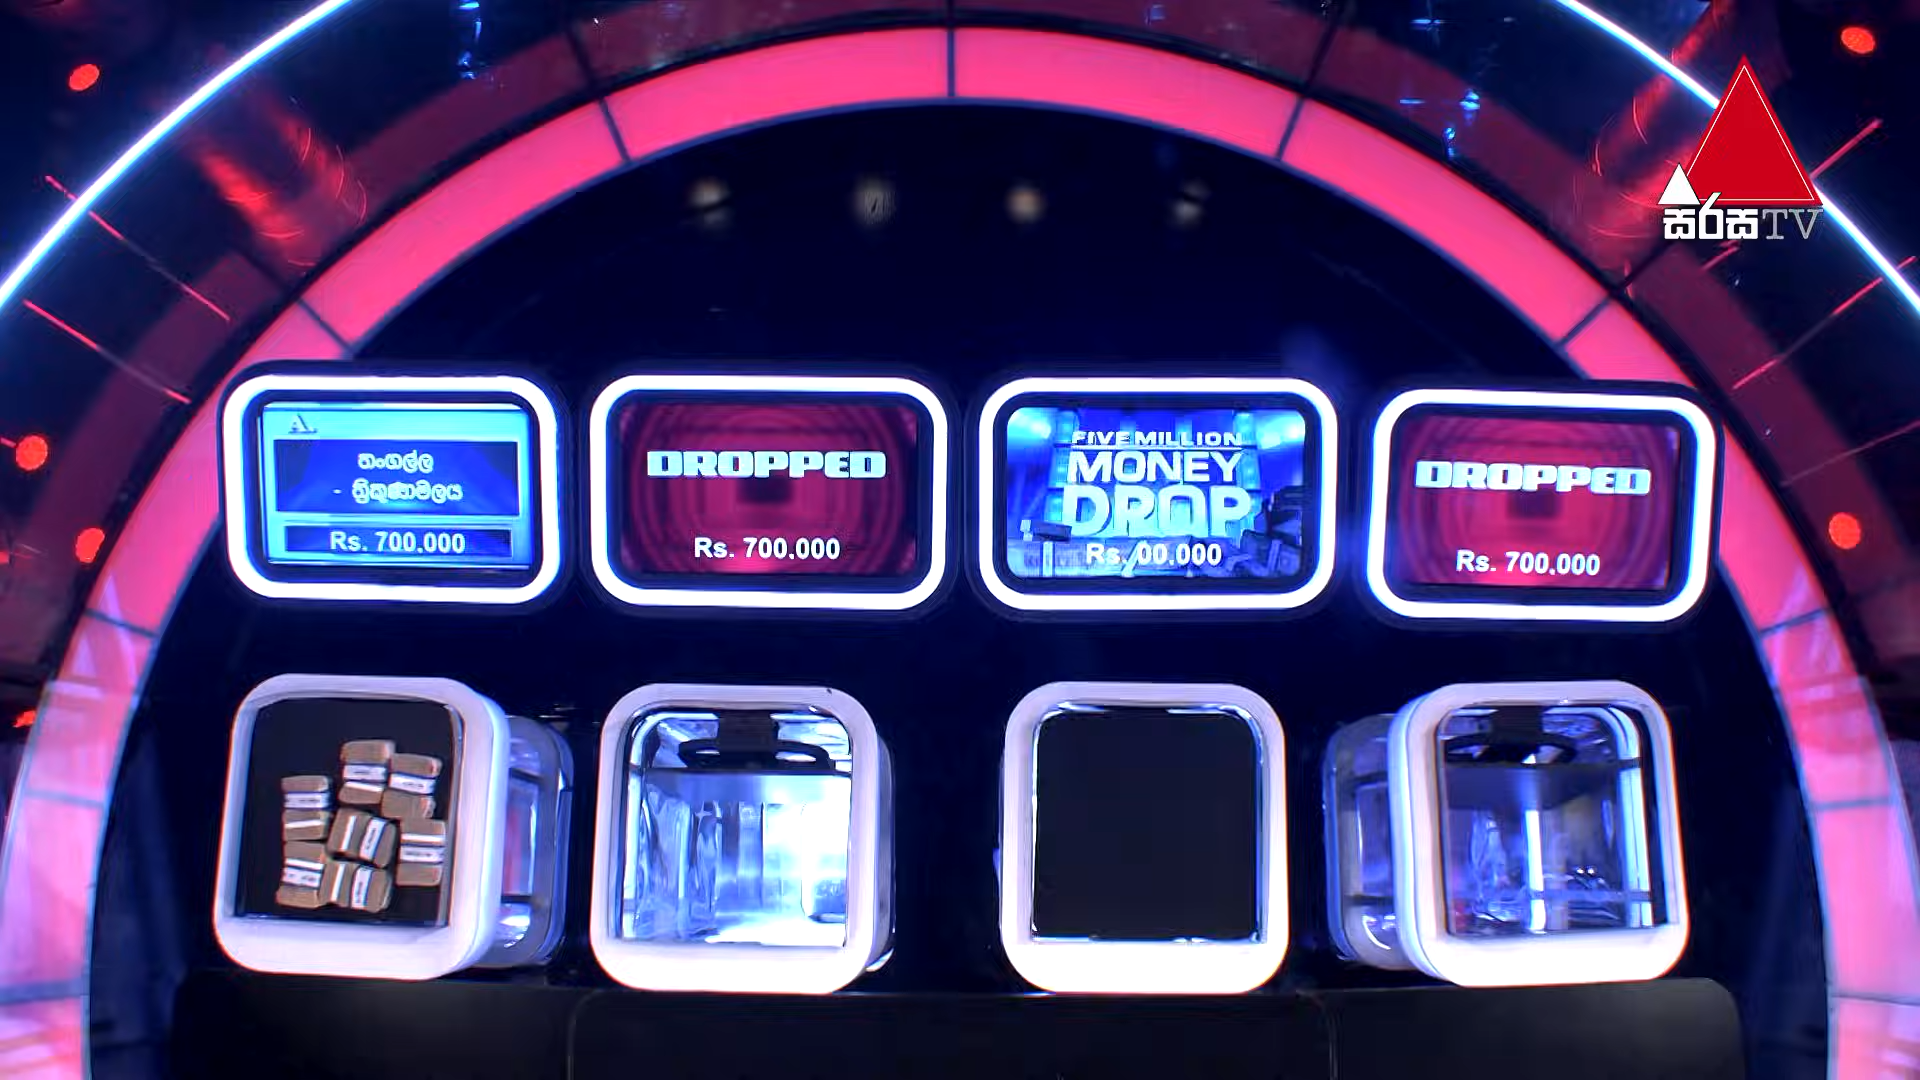 සිරස TV
A.
තංගල්ල
- ත්‍රිකුණාමලය
Rs. 700,000
DROPPED
Rs. 700,000
FIVE MILLION
MONEY
DROP
DROPPED
Rs. 700,000